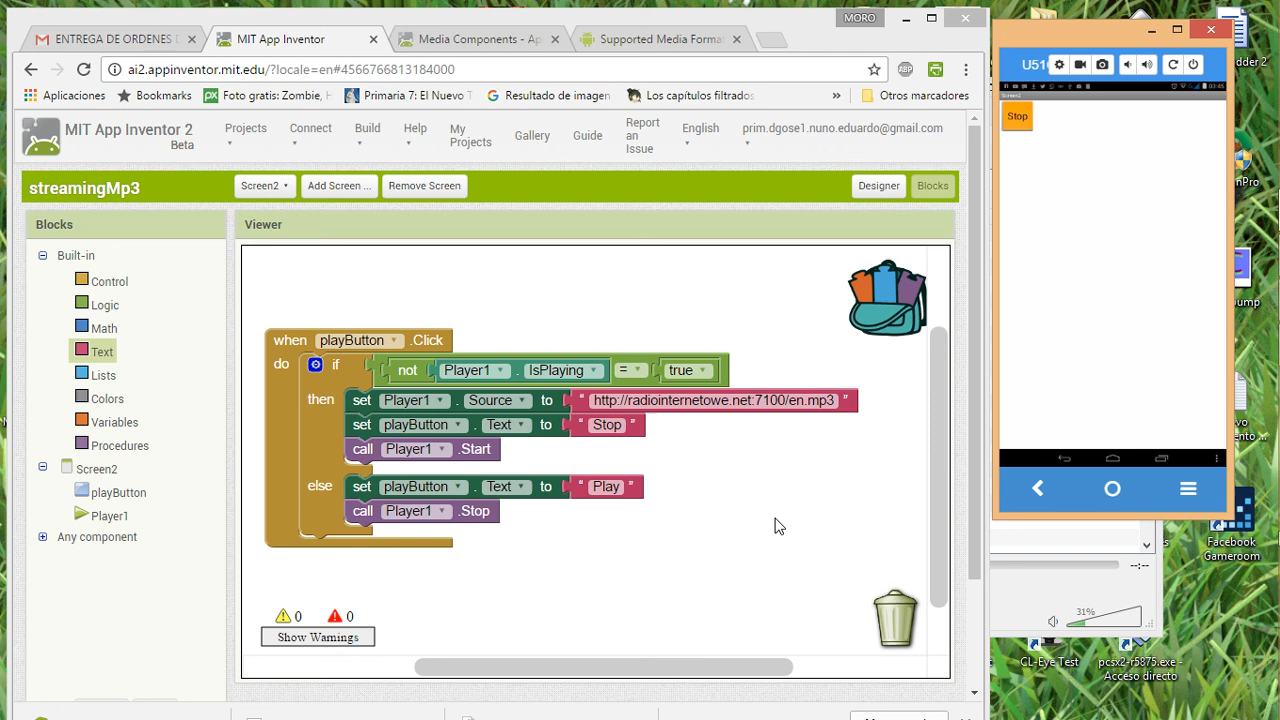 MORO
ENTREGA DE ORDENES D
MIT App Inventor
Media Components - A
Supported Media Format
ai2.appinventor.mit.edu/?locale=en#4566766813184000
Aplicaciones
Bookmarks
Foto gratis: Zombie, H
Primaria 7: El Nuevo
Resultado de imagen
Los capítulos filtrados
»
Otros marcadores
MIT App Inventor 2
Beta
Projects
Connect
Build
Help
My Projects
Gallery
Guide
Report an Issue
English
prim.dgose1.nuno.eduardo@gmail.com
streamingMp3
Screen2
Add Screen ...
Remove Screen
Designer
Blocks
Blocks
Viewer
Built-in
Control
Logic
Math
Text
Lists
Colors
Variables
Procedures
Screen2
playButton
Player1
Any component
when playButton .Click
do if not Player1 . IsPlaying = true
then set Player1 . Source to " http://radiointernetowe.net:7100/en.mp3 "
set playButton . Text to " Stop "
call Player1 .Start
else set playButton . Text to " Play "
call Player1 .Stop
0 0
Show Warnings
03:45
Screen2
Stop
31%
--:--
Facebook Gameroom
CL-Eye Test
pcsx2-r5875.exe -
Acceso directo